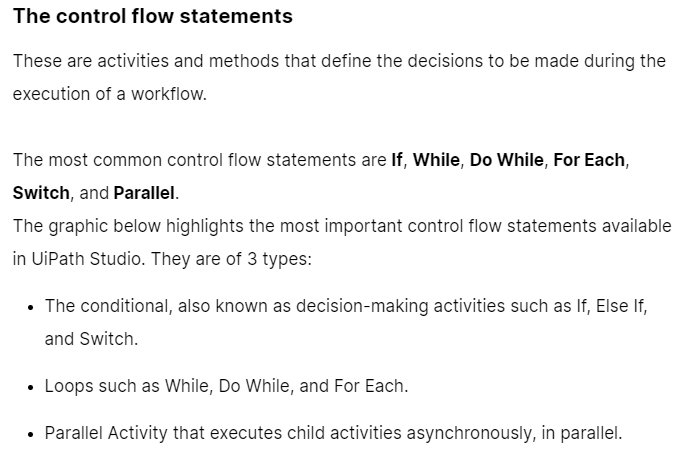 The control flow statements
These are activities and methods that define the decisions to be made during the
execution of a workflow.
The most common control flow statements are If, While, Do While, For Each,
Switch, and Parallel.
The graphic below highlights the most important control flow statements available
in UiPath Studio. They are of 3 types:
• The conditional, also known as decision-making activities such as If, Else If,
and Switch.
• Loops such as While, Do While, and For Each.
• Parallel Activity that executes child activities asynchronously, in parallel.